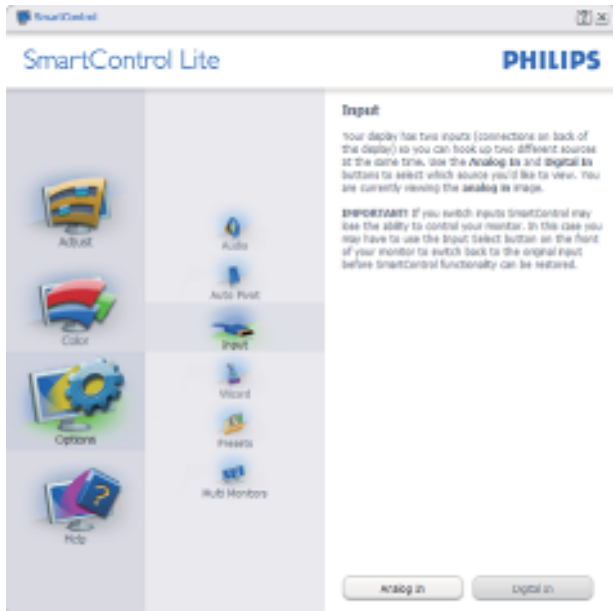 SmartControl
SmartControl Lite
PHILIPS
Adjust
Color
Options
Help
Audio
Auto Pivot
Input
Wizard
Presets
Multi Monitors
Input
Your display has two inputs (connections on back of
the display) so you can hook up two different sources
at the same time. Use the Analog In and Digital In
buttons to select which source you'd like to view. You
are currently viewing the analog in image.
IMPORTANT! If you switch inputs SmartControl may
lose the ability to control your monitor. In this case you
may have to use the Input Select button on the front
of your monitor to switch back to the original input
before SmartControl functionality can be restored.
Analog In
Digital In